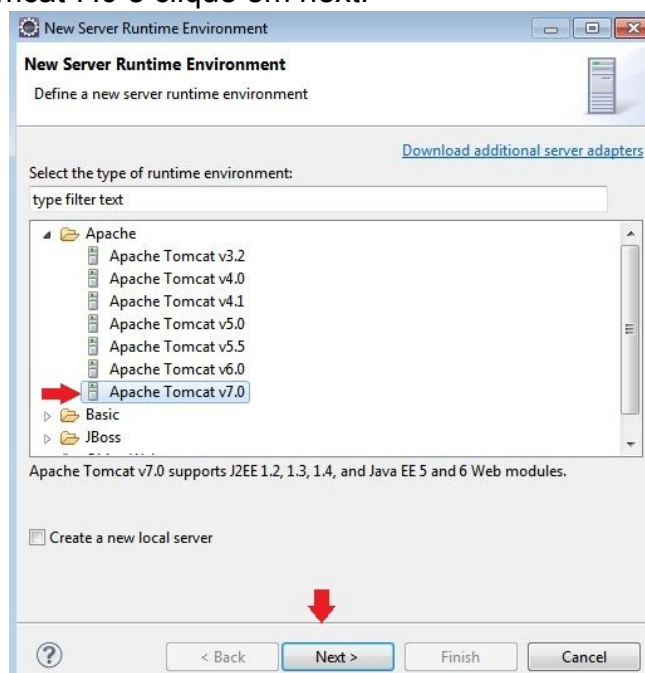 New Server Runtime Environment
New Server Runtime Environment
Define a new server runtime environment
Download additional server adapters
Select the type of runtime environment:
type filter text
Apache
Apache Tomcat v3.2
Apache Tomcat v4.0
Apache Tomcat v4.1
Apache Tomcat v5.0
Apache Tomcat v5.5
Apache Tomcat v6.0
Apache Tomcat v7.0
Basic
JBoss
Apache Tomcat v7.0 supports J2EE 1.2, 1.3, 1.4, and Java EE 5 and 6 Web modules.
Create a new local server
? < Back Next > Finish Cancel